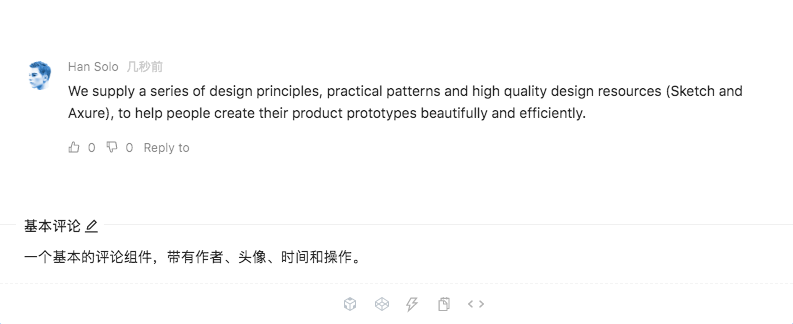 Han Solo 几秒前
We supply a series of design principles, practical patterns and high quality design resources (Sketch and
Axure), to help people create their product prototypes beautifully and efficiently.
0 0 Reply to
基本评论
一个基本的评论组件，带有作者、头像、时间和操作。